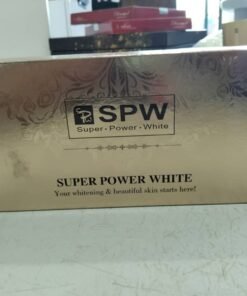 SPW
Super - Power - White
SUPER POWER WHITE
Your whitening & beautiful skin starts here!